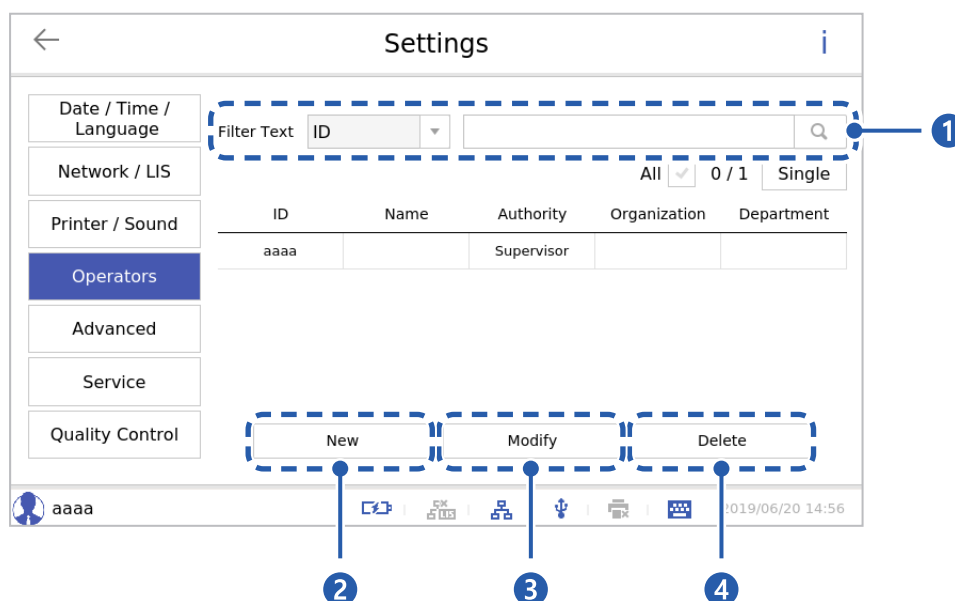 Settings
i
Date / Time /
Language
Network / LIS
Printer / Sound
Operators
Advanced
Service
Quality Control
Filter Text ID
1
All 0 / 1 Single
ID Name Authority Organization Department
aaaa Supervisor
New Modify Delete
aaaa LIS 2019/06/20 14:56
2 3 4